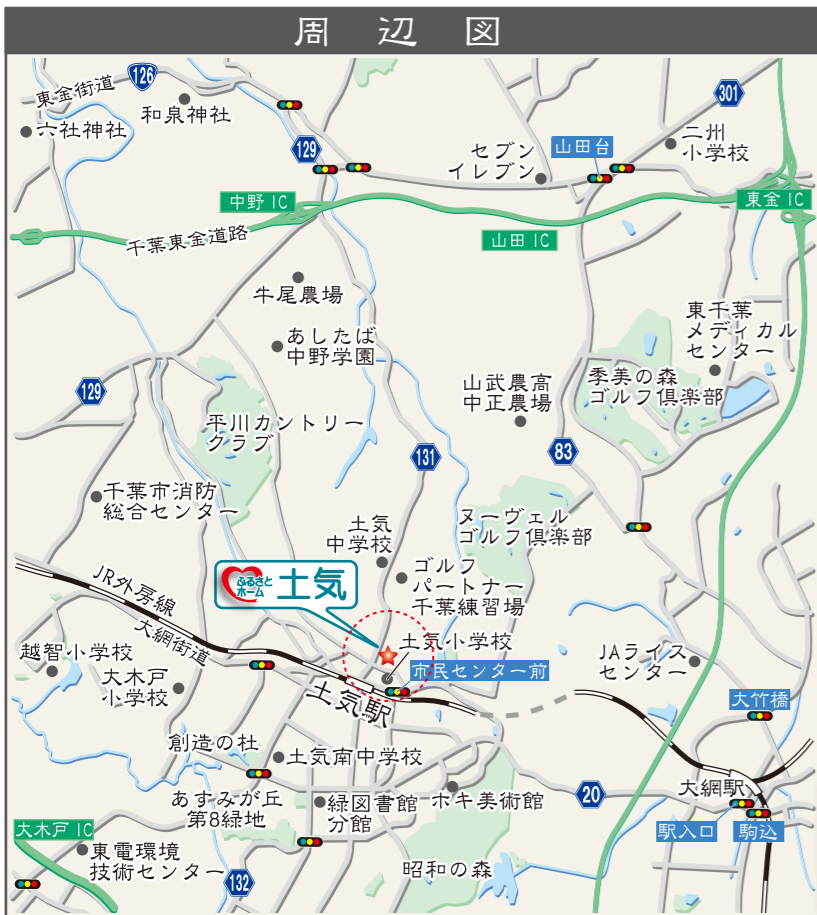 周辺図
126
東金街道
和泉神社
六社神社
129
301
セブン
イレブン
山田台
二州
小学校
中野 IC
東金 IC
千葉東金道路
山田 IC
牛尾農場
あしたば
中野学園
東千葉
メディカル
センター
129
平川カントリー
クラブ
山武農高
中正農場
季美の森
ゴルフ倶楽部
131
83
千葉市消防
総合センター
土気
中学校
ヌーヴェル
ゴルフ倶楽部
ゴルフ
パートナー
千葉練習場
ふるさと
ホーム
土気
JR外房線
大網街道
土気小学校
市民センター前
越智小学校
大木戸
小学校
土気駅
JAライス
センター
大竹橋
創造の杜
土気南中学校
あすみが丘
第8緑地
緑図書館
分館
ホキ美術館
20
大網駅
駅入口
駒込
大木戸 IC
東電環境
技術センター
132
昭和の森